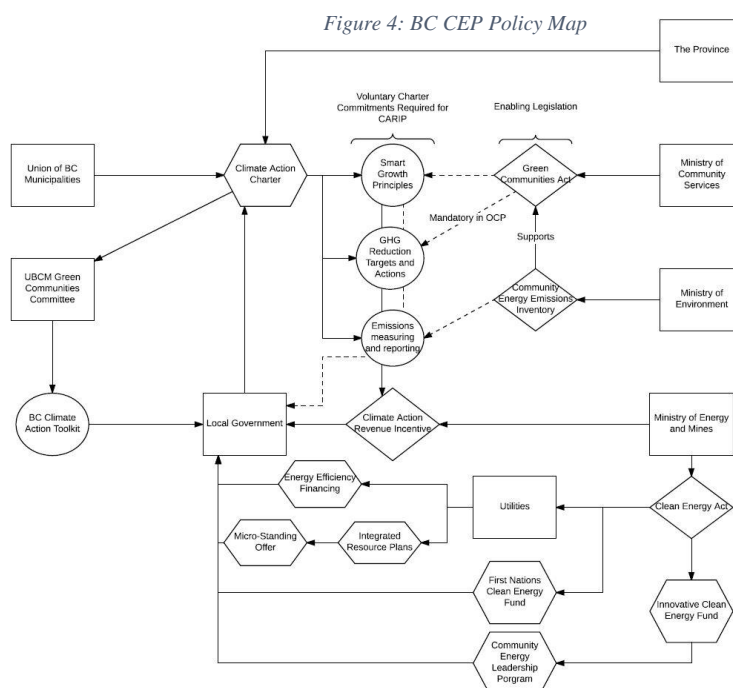 Figure 4: BC CEP Policy Map
The Province
Voluntary Charter
Commitments Required for
CARIP
Enabling Legislation
Union of BC
Municipalities
Climate Action
Charter
Smart
Growth
Principles
Green
Communities Act
Ministry of
Community
Services
Mandatory in OCP
GHG
Reduction
Targets and
Actions
Supports
UBCM Green
Communities
Committee
Community
Energy Emissions
Inventory
Ministry of
Environment
Emissions
measuring
and reporting
BC Climate
Action Toolkit
Local Government
Climate Action
Revenue Incentive
Ministry of Energy
and Mines
Energy Efficiency
Financing
Utilities
Clean Energy Act
Micro-Standing
Offer
Integrated
Resource Plans
First Nations
Clean Energy
Fund
Innovative Clean
Energy Fund
Community
Energy
Leadership
Porgram